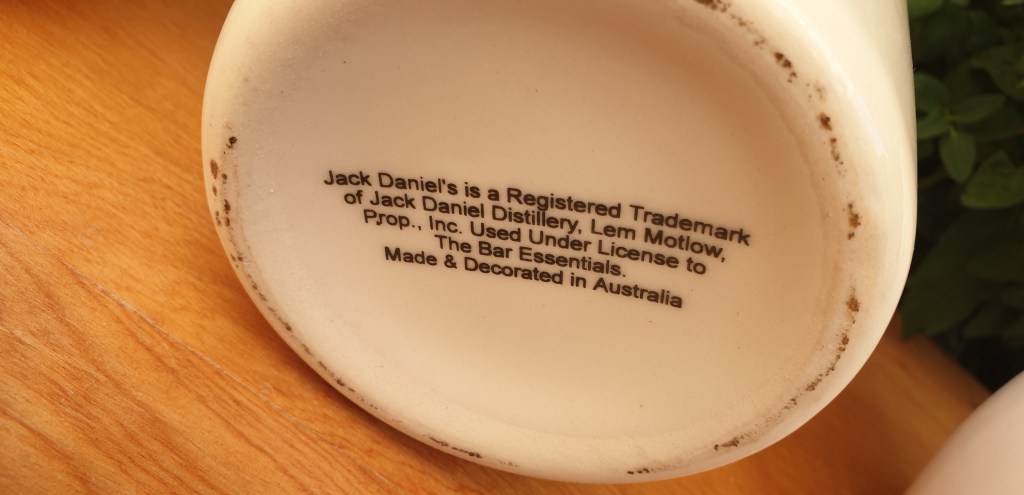 Jack Daniel's is a Registered Trademark
of Jack Daniel Distillery, Lem Motlow,
Prop., Inc. Used Under License to
The Bar Essentials.
Made & Decorated in Australia